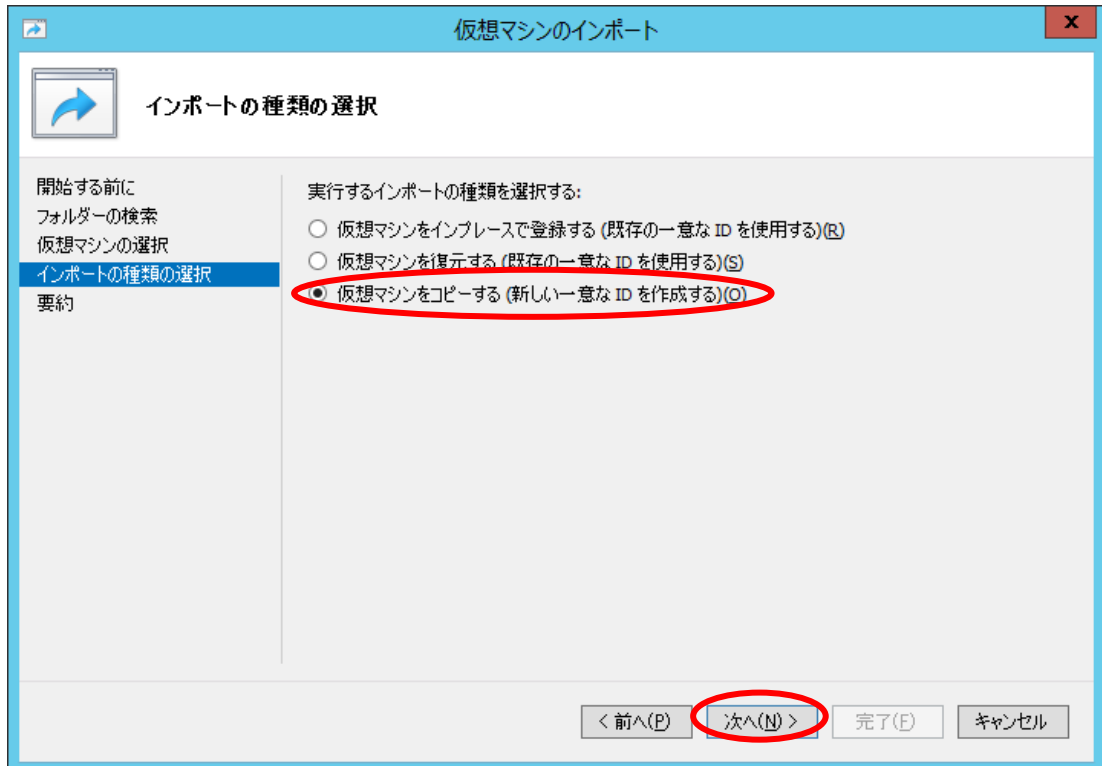 仮想マシンのインポート
x
インポートの種類の選択
開始する前に
フォルダーの検索
仮想マシンの選択
インポートの種類の選択
要約
実行するインポートの種類を選択する:
仮想マシンをインプレースで登録する (既存の一意な ID を使用する)(R)
仮想マシンを復元する (既存の一意な ID を使用する)(S)
仮想マシンをコピーする (新しい一意な ID を作成する)(O)
< 前へ(P)
次へ(N) >
完了(F)
キャンセル